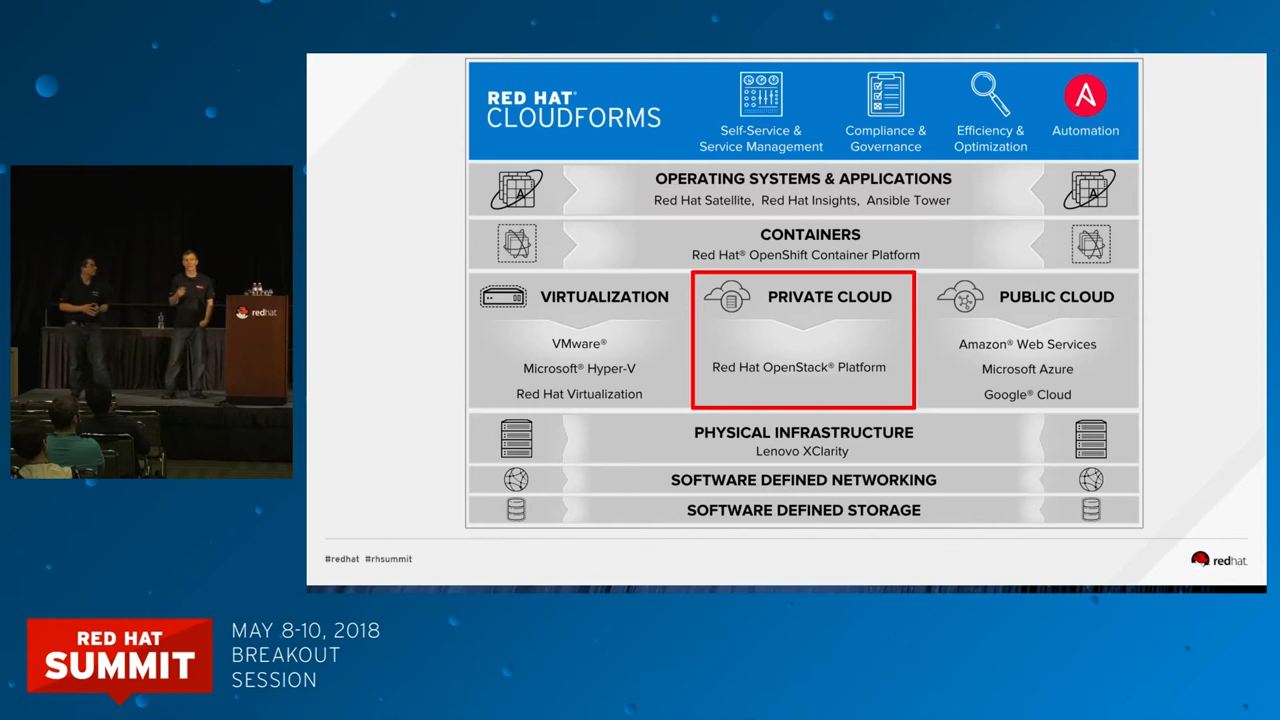 RED HAT®
CLOUDFORMS
Self-Service &
Service Management
Compliance &
Governance
Efficiency &
Optimization
Automation
OPERATING SYSTEMS & APPLICATIONS
Red Hat Satellite, Red Hat Insights, Ansible Tower
CONTAINERS
Red Hat® OpenShift Container Platform
VIRTUALIZATION
VMware®
Microsoft® Hyper-V
Red Hat Virtualization
PRIVATE CLOUD
Red Hat OpenStack® Platform
PUBLIC CLOUD
Amazon® Web Services
Microsoft Azure
Google® Cloud
PHYSICAL INFRASTRUCTURE
Lenovo XClarity
SOFTWARE DEFINED NETWORKING
SOFTWARE DEFINED STORAGE
#redhat #rhsummit
redhat.
redhat
RED HAT
SUMMIT
MAY 8-10, 2018
BREAKOUT
SESSION